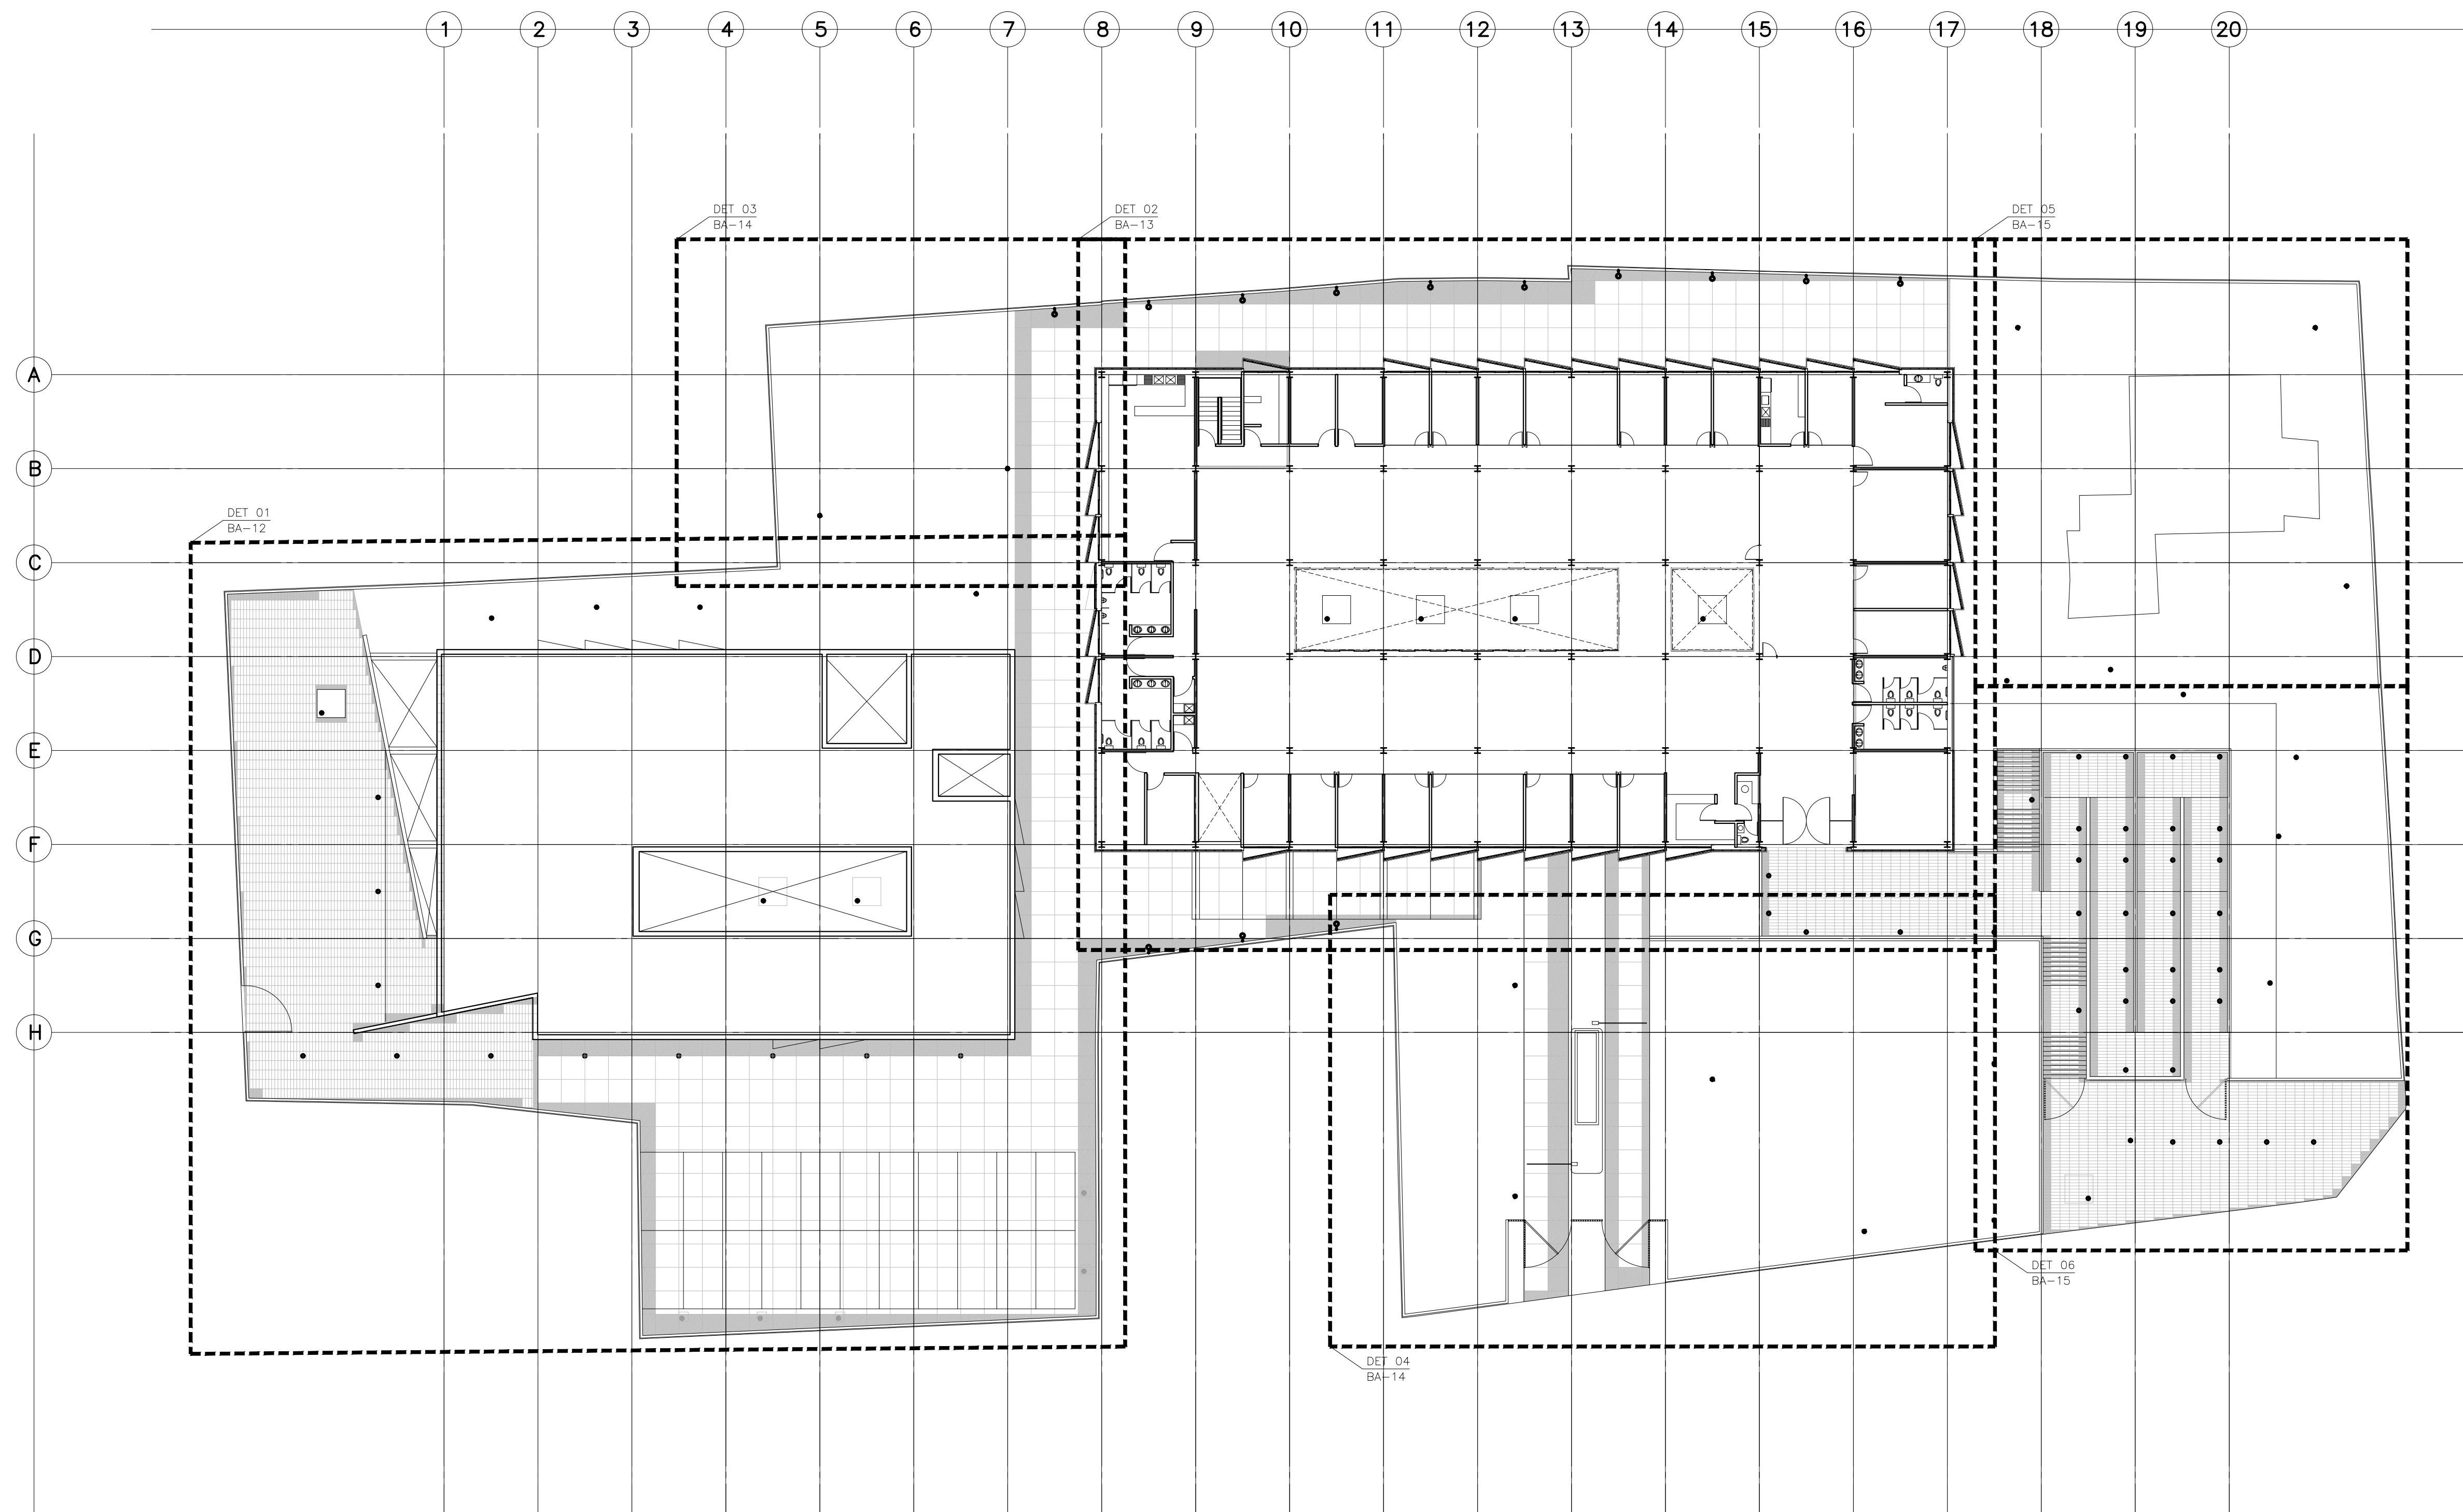 1 2 3 4 5 6 7 8 9 10 11 12 13 14 15 16 17 18 19 20
DET 03
BA-14
DET 02
BA-13
DET 05
BA-15
A
B
DET 01
BA-12
C
D
E
F
G
H
DET 06
BA-15
DET 04
BA-14